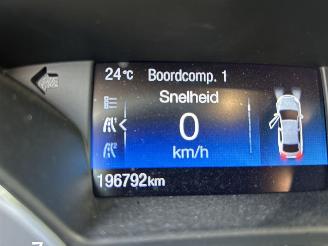 24°C Boordcomp. 1
Snelheid
0
km/h
196792km